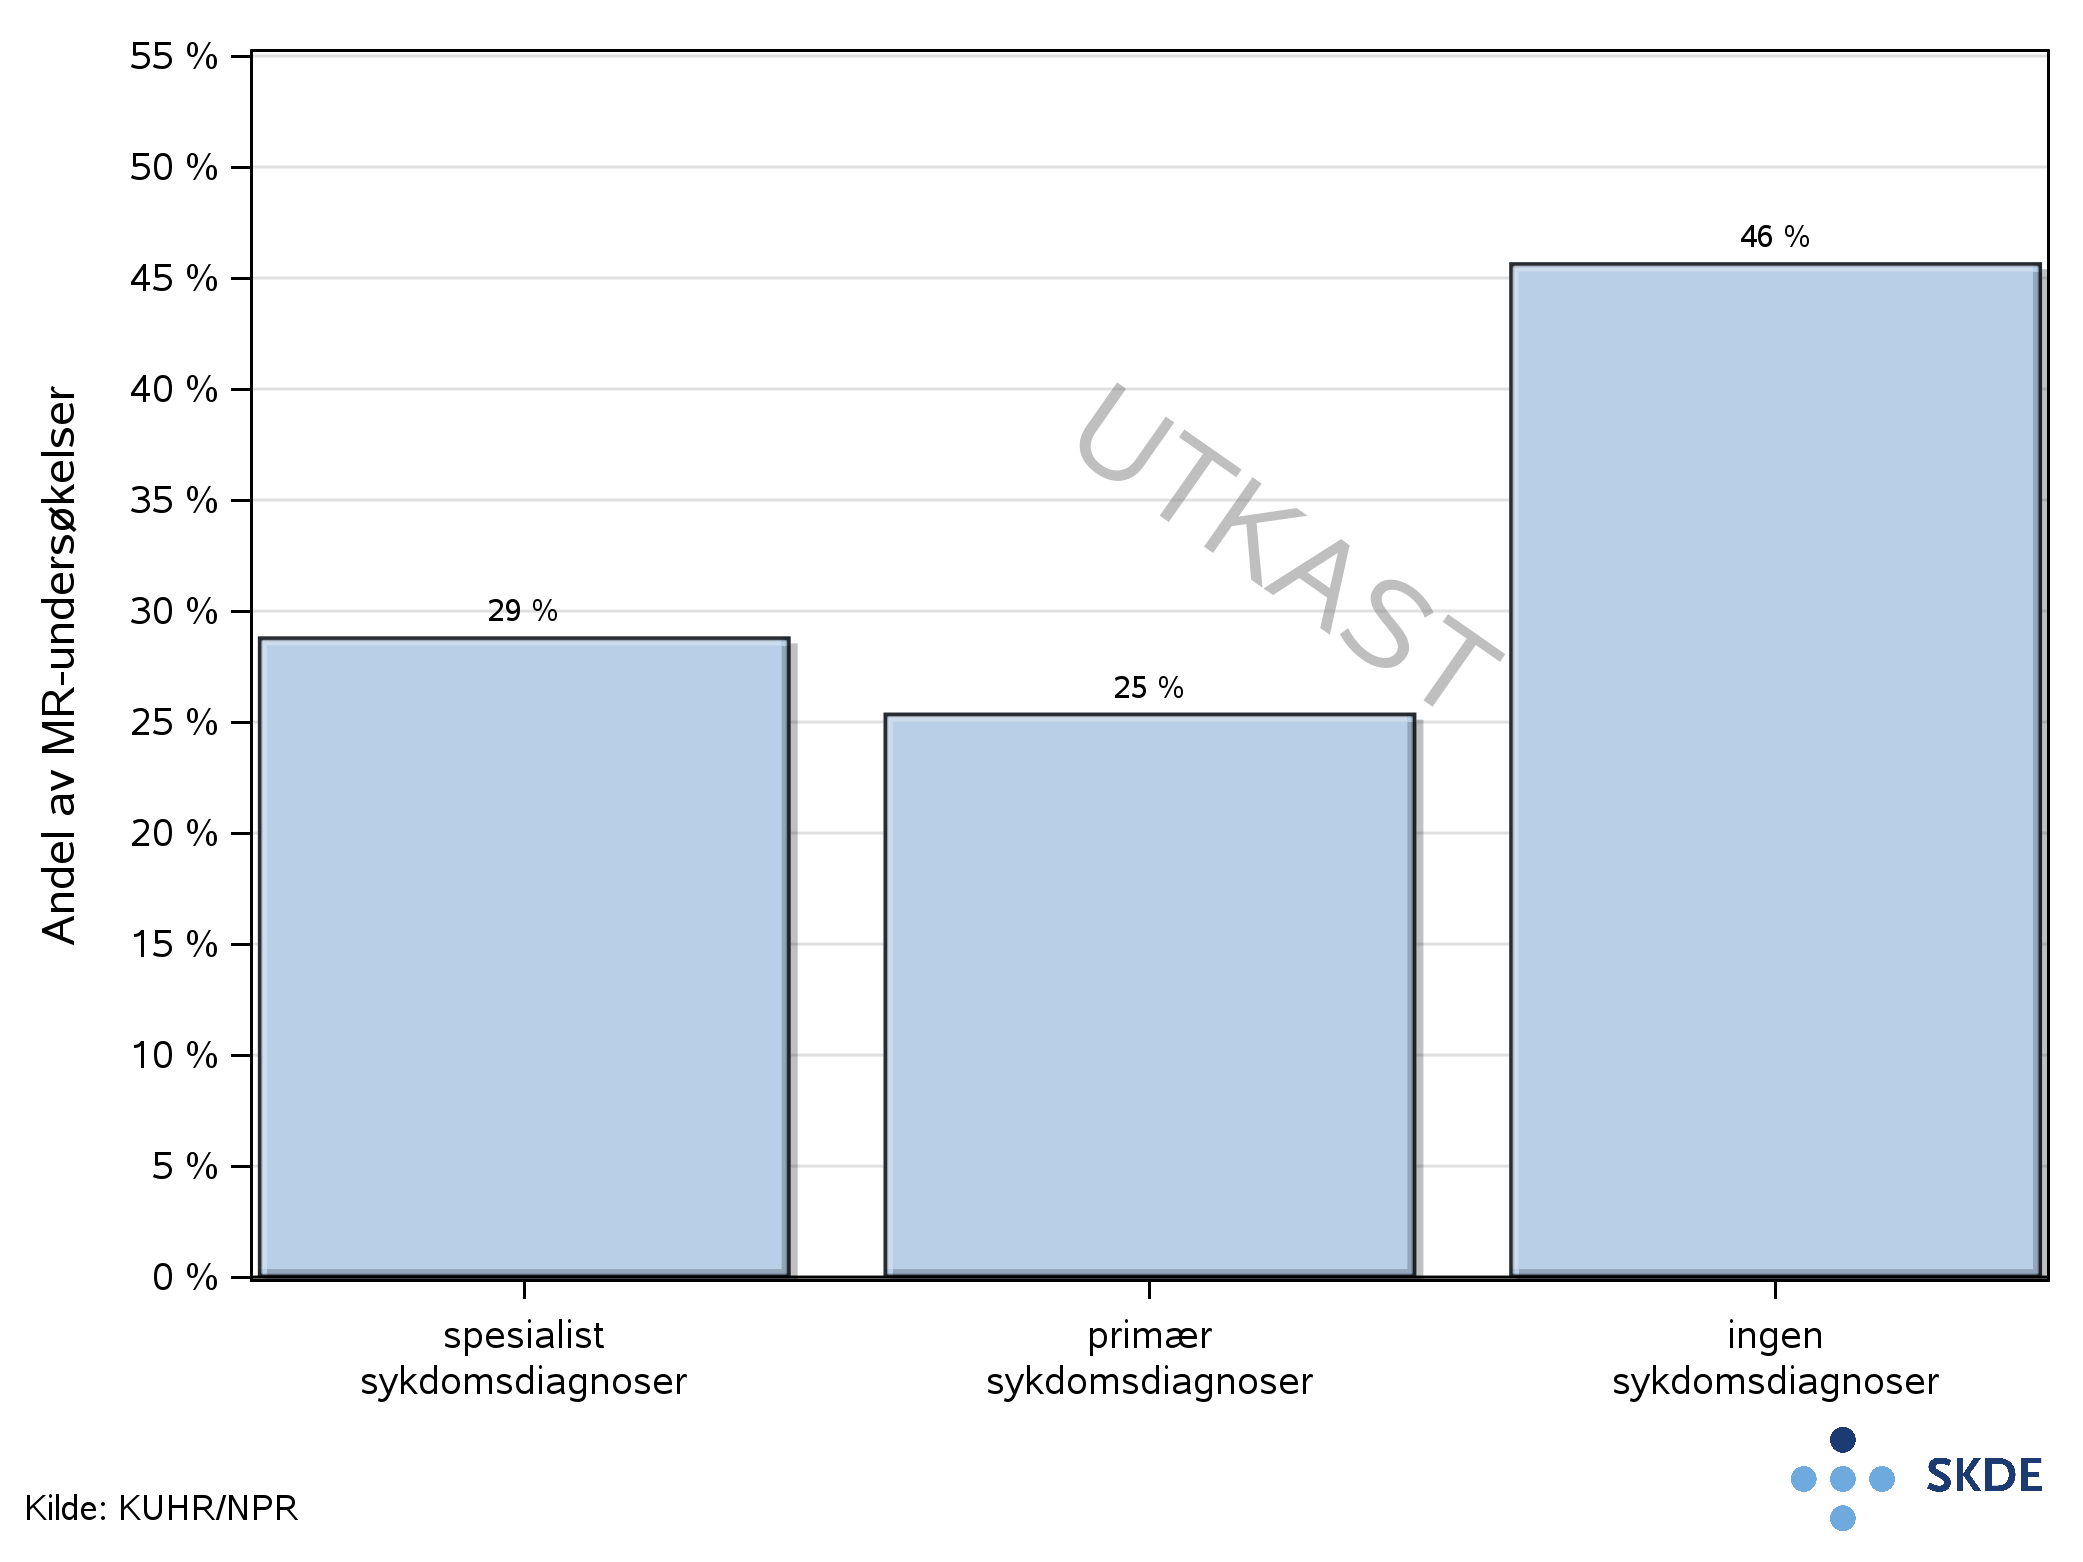 55 %
50 %
45 %
40 %
35 %
30 %
25 %
20 %
15 %
10 %
5 %
0 %
Andel av MR-undersøkelser
29 %
25 %
46 %
UTKAST
spesialist
sykdomsdiagnoser
primær
sykdomsdiagnoser
ingen
sykdomsdiagnoser
Kilde: KUHR/NPR
SKDE